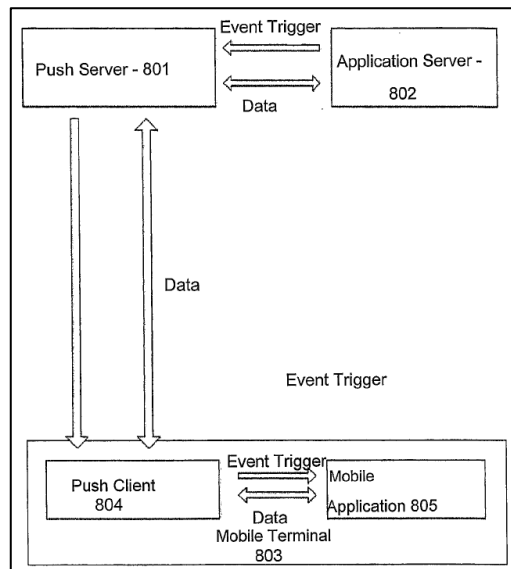 Event Trigger
Push Server - 801
Application Server -
802
Data
Data
Event Trigger
Event Trigger
Push Client
804
Mobile
Application 805
Data
Mobile Terminal
803